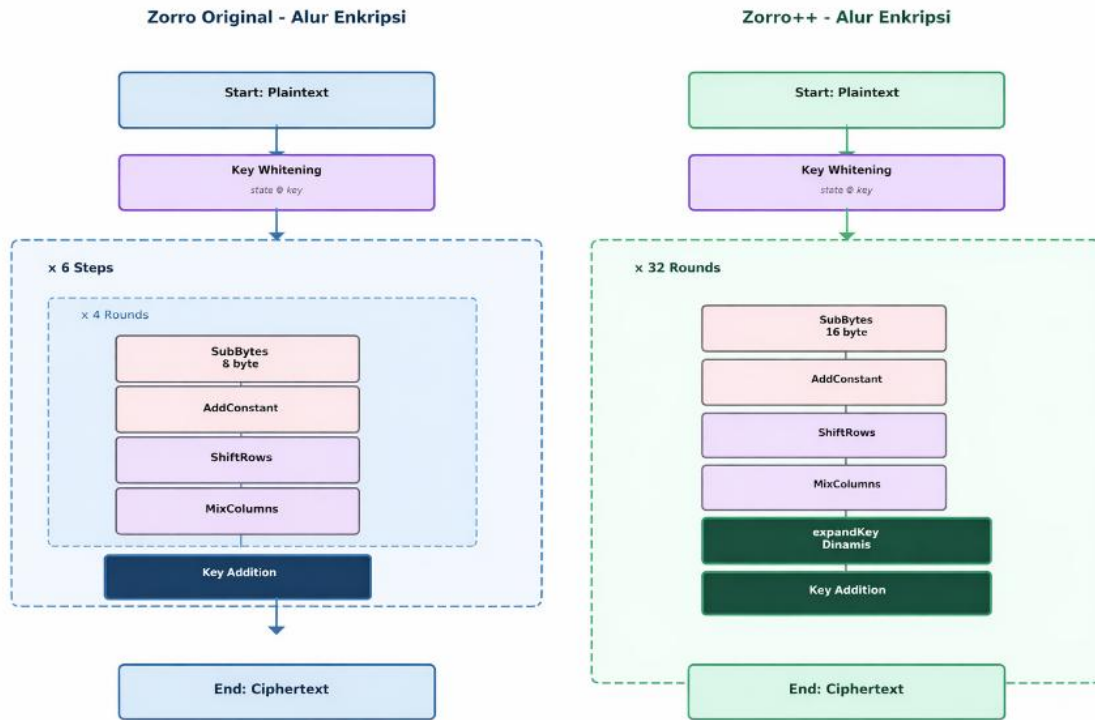 Zorro Original - Alur Enkripsi
Start: Plaintext
Key Whitening
state ⊕ key
x 6 Steps
x 4 Rounds
SubBytes
8 byte
AddConstant
ShiftRows
MixColumns
Key Addition
End: Ciphertext
Zorro++ - Alur Enkripsi
Start: Plaintext
Key Whitening
state ⊕ key
x 32 Rounds
SubBytes
16 byte
AddConstant
ShiftRows
MixColumns
expandKey
Dinamis
Key Addition
End: Ciphertext